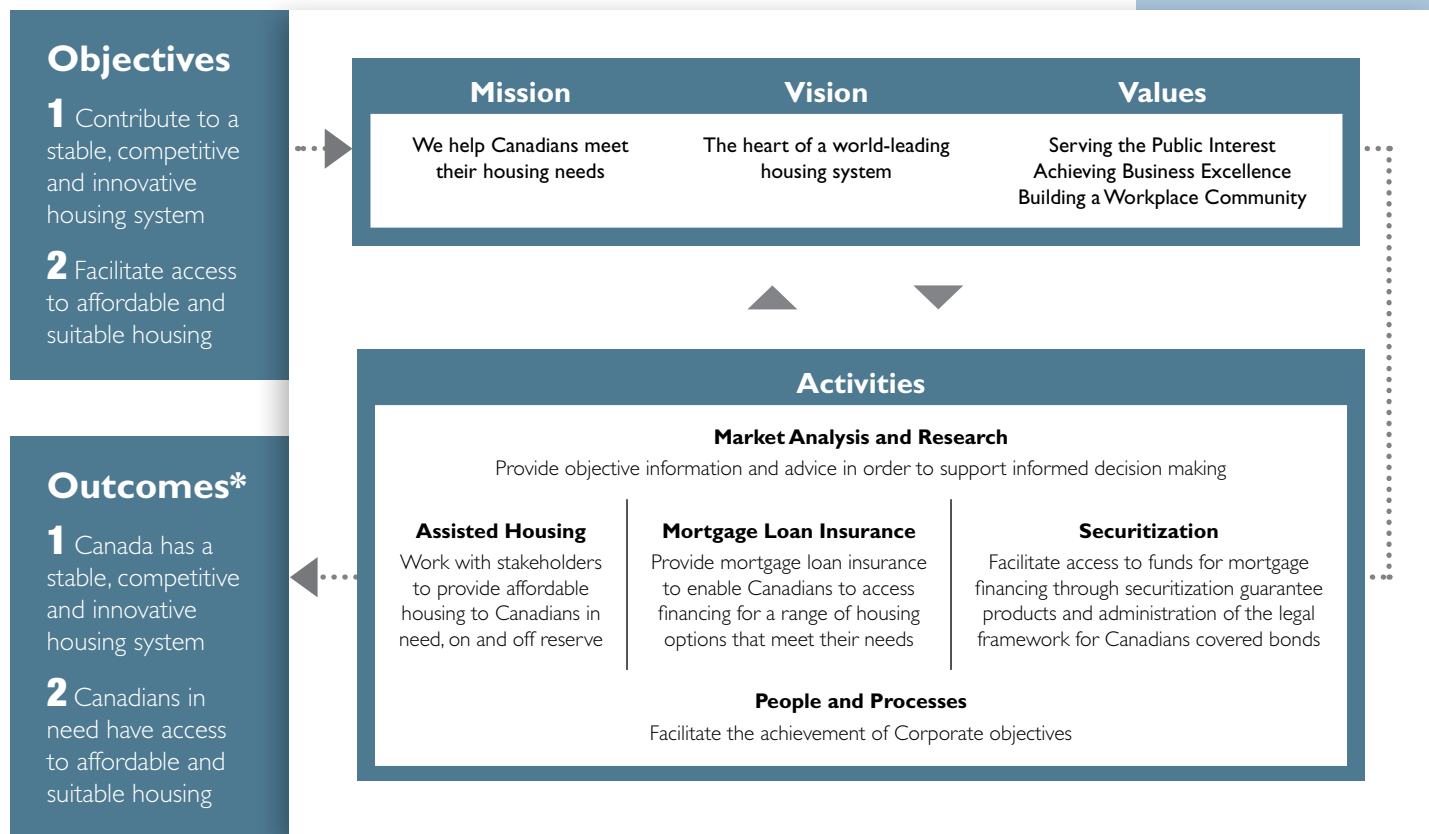 Objectives
1 Contribute to a
stable, competitive
and innovative
housing system
2 Facilitate access
to affordable and
suitable housing
Mission
We help Canadians meet
their housing needs
Vision
The heart of a world-leading
housing system
Values
Serving the Public Interest
Achieving Business Excellence
Building a Workplace Community
Activities
Market Analysis and Research
Provide objective information and advice in order to support informed decision making
Assisted Housing
Work with stakeholders
to provide affordable
housing to Canadians in
need, on and off reserve
Mortgage Loan Insurance
Provide mortgage loan insurance
to enable Canadians to access
financing for a range of housing
options that meet their needs
Securitization
Facilitate access to funds for mortgage
financing through securitization guarantee
products and administration of the legal
framework for Canadians covered bonds
People and Processes
Facilitate the achievement of Corporate objectives
Outcomes*
1 Canada has a
stable, competitive
and innovative
housing system
2 Canadians in
need have access
to affordable and
suitable housing